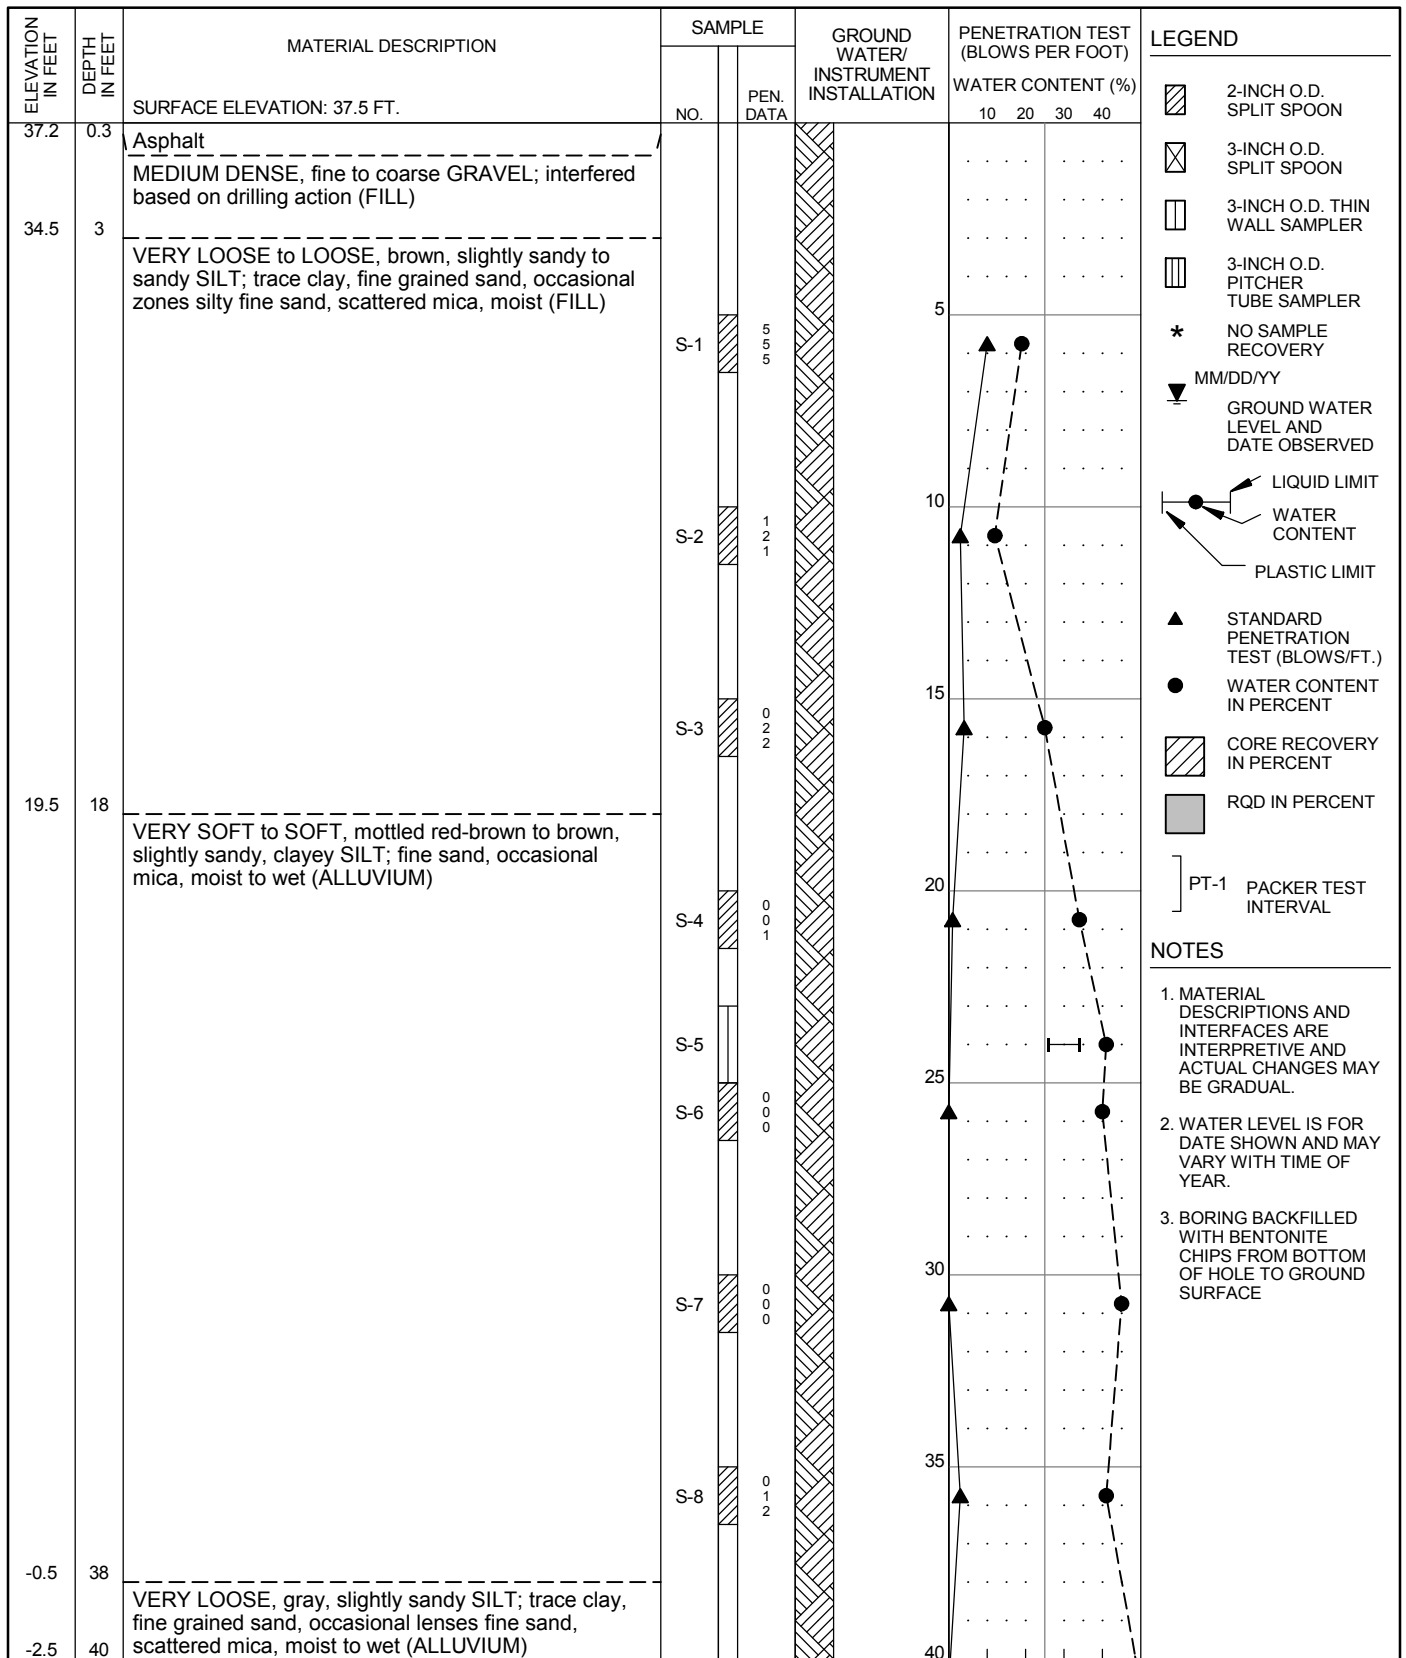 ELEVATION
IN FEET
DEPTH
IN FEET
MATERIAL DESCRIPTION
SURFACE ELEVATION: 37.5 FT.
SAMPLE
NO.
PEN.
DATA
GROUND
WATER/
INSTRUMENT
INSTALLATION
PENETRATION TEST
(BLOWS PER FOOT)
WATER CONTENT (%)
10 20 30 40
37.2 0.3
Asphalt
MEDIUM DENSE, fine to coarse GRAVEL; interfered
based on drilling action (FILL)
34.5 3
VERY LOOSE to LOOSE, brown, slightly sandy to
sandy SILT; trace clay, fine grained sand, occasional
zones silty fine sand, scattered mica, moist (FILL)
5
S-1
5
5
5
10
S-2
1
2
1
15
S-3
0
2
2
19.5 18
VERY SOFT to SOFT, mottled red-brown to brown,
slightly sandy, clayey SILT; fine sand, occasional
mica, moist to wet (ALLUVIUM)
20
S-4
0
0
1
S-5
25
S-6
0
0
0
30
S-7
0
0
0
35
S-8
0
1
2
-0.5 38
VERY LOOSE, gray, slightly sandy SILT; trace clay,
fine grained sand, occasional lenses fine sand,
scattered mica, moist to wet (ALLUVIUM)
-2.5 40
40
LEGEND
2-INCH O.D.
SPLIT SPOON
3-INCH O.D.
SPLIT SPOON
3-INCH O.D. THIN
WALL SAMPLER
3-INCH O.D.
PITCHER
TUBE SAMPLER
* NO SAMPLE
RECOVERY
MM/DD/YY
GROUND WATER
LEVEL AND
DATE OBSERVED
LIQUID LIMIT
WATER
CONTENT
PLASTIC LIMIT
STANDARD
PENETRATION
TEST (BLOWS/FT.)
WATER CONTENT
IN PERCENT
CORE RECOVERY
IN PERCENT
RQD IN PERCENT
PT-1 PACKER TEST
INTERVAL
NOTES
1. MATERIAL
DESCRIPTIONS AND
INTERFACES ARE
INTERPRETIVE AND
ACTUAL CHANGES MAY
BE GRADUAL.
2. WATER LEVEL IS FOR
DATE SHOWN AND MAY
VARY WITH TIME OF
YEAR.
3. BORING BACKFILLED
WITH BENTONITE
CHIPS FROM BOTTOM
OF HOLE TO GROUND
SURFACE